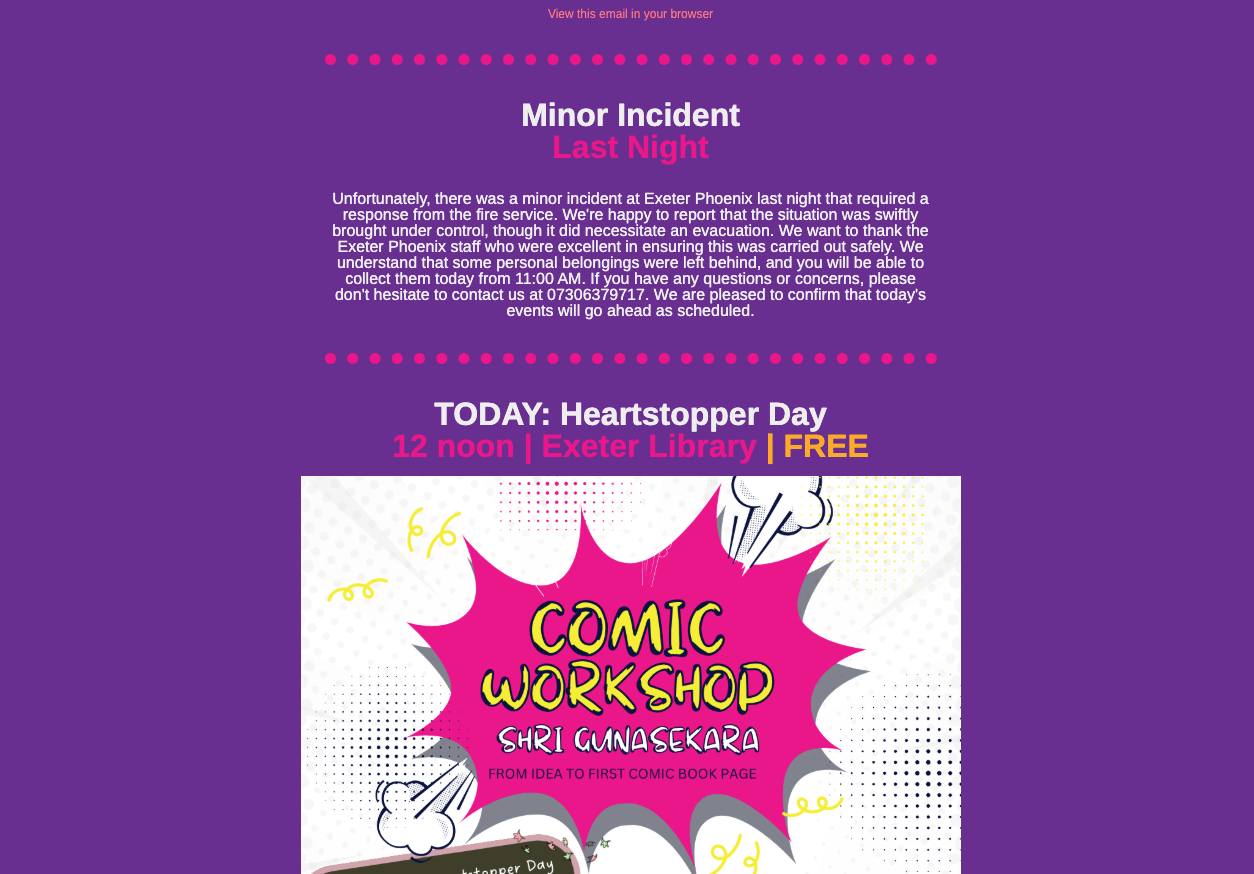 View this email in your browser
Minor Incident
Last Night
Unfortunately, there was a minor incident at Exeter Phoenix last night that required a
response from the fire service. We're happy to report that the situation was swiftly
brought under control, though it did necessitate an evacuation. We want to thank the
Exeter Phoenix staff who were excellent in ensuring this was carried out safely. We
understand that some personal belongings were left behind, and you will be able to
collect them today from 11:00 AM. If you have any questions or concerns, please
don't hesitate to contact us at 07306379717. We are pleased to confirm that today's
events will go ahead as scheduled.
TODAY: Heartstopper Day
12 noon | Exeter Library | FREE
COMIC
WORKSHOP
SHRI GUNASEKARA
FROM IDEA TO FIRST COMIC BOOK PAGE
Day